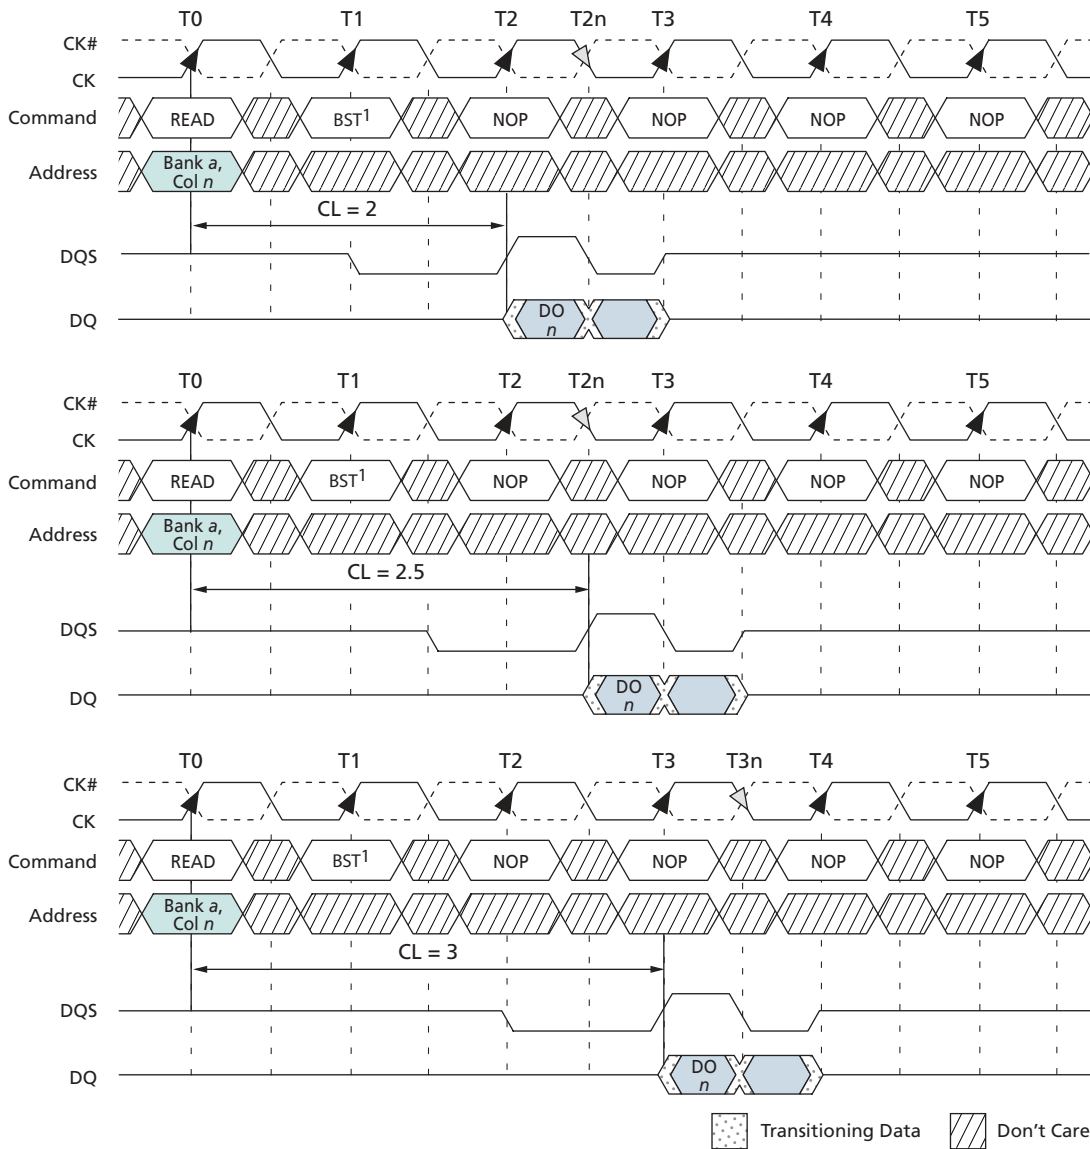 T0 T1 T2 T2n T3 T4 T5
CK#
CK
Command READ BST1 NOP NOP NOP NOP
Address Bank a,
Col n
CL = 2
DQS
DQ DO
n
T0 T1 T2 T2n T3 T4 T5
CK#
CK
Command READ BST1 NOP NOP NOP NOP
Address Bank a,
Col n
CL = 2.5
DQS
DQ DO
n
T0 T1 T2 T3 T3n T4 T5
CK#
CK
Command READ BST1 NOP NOP NOP NOP
Address Bank a,
Col n
CL = 3
DQS
DQ DO
n
Transitioning Data Don't Care